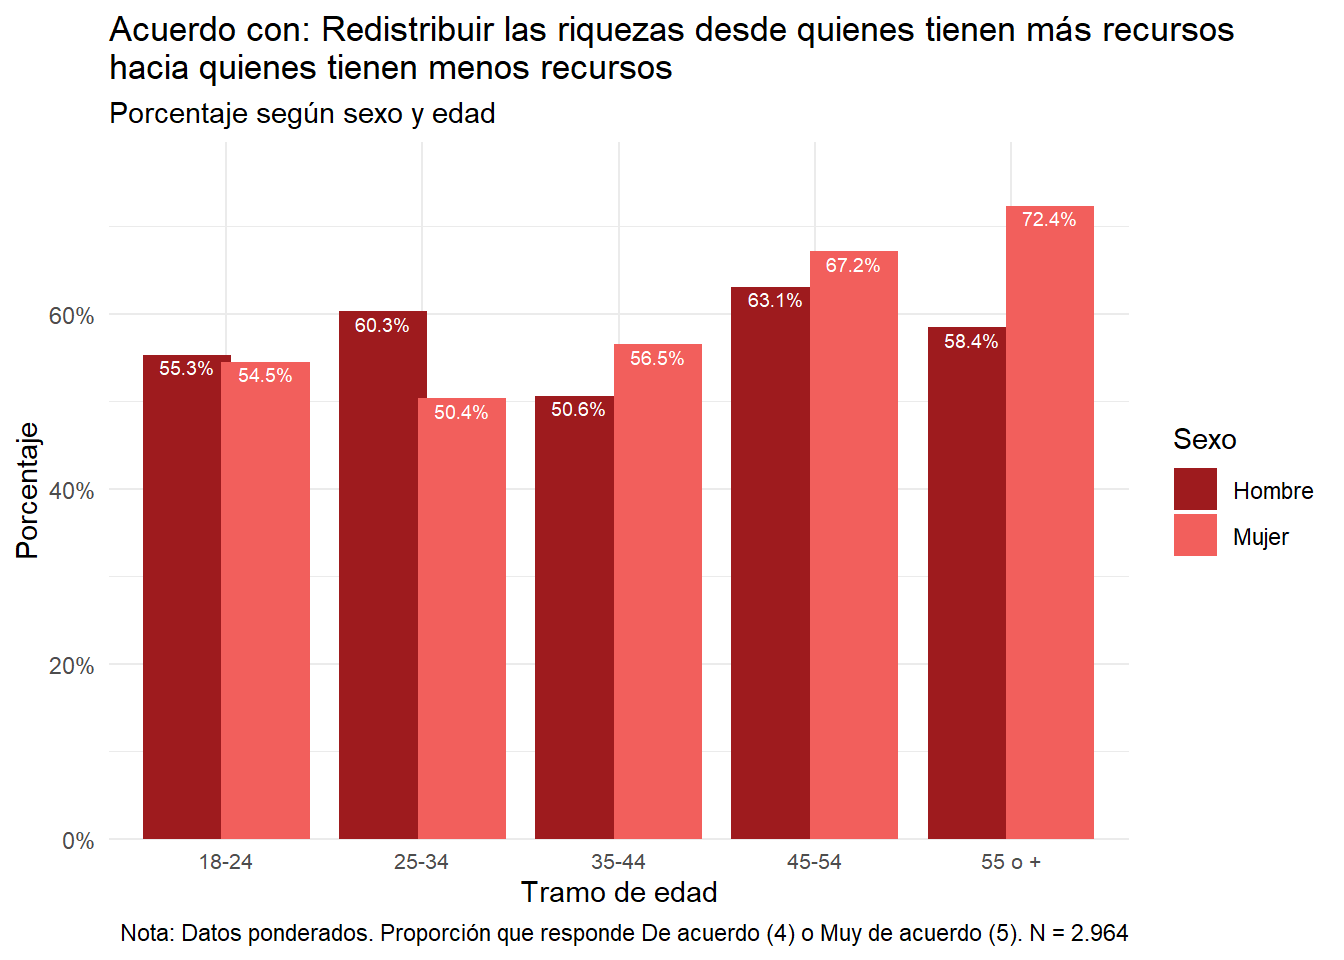 Acuerdo con: Redistribuir las riquezas desde quienes tienen más recursos
hacia quienes tienen menos recursos
Porcentaje según sexo y edad
Porcentaje
60%
40%
20%
0%
55.3%
54.5%
60.3%
50.4%
50.6%
56.5%
63.1%
67.2%
58.4%
72.4%
18-24
25-34
35-44
45-54
55 o +
Tramo de edad
Sexo
Hombre
Mujer
Nota: Datos ponderados. Proporción que responde De acuerdo (4) o Muy de acuerdo (5). N = 2.964